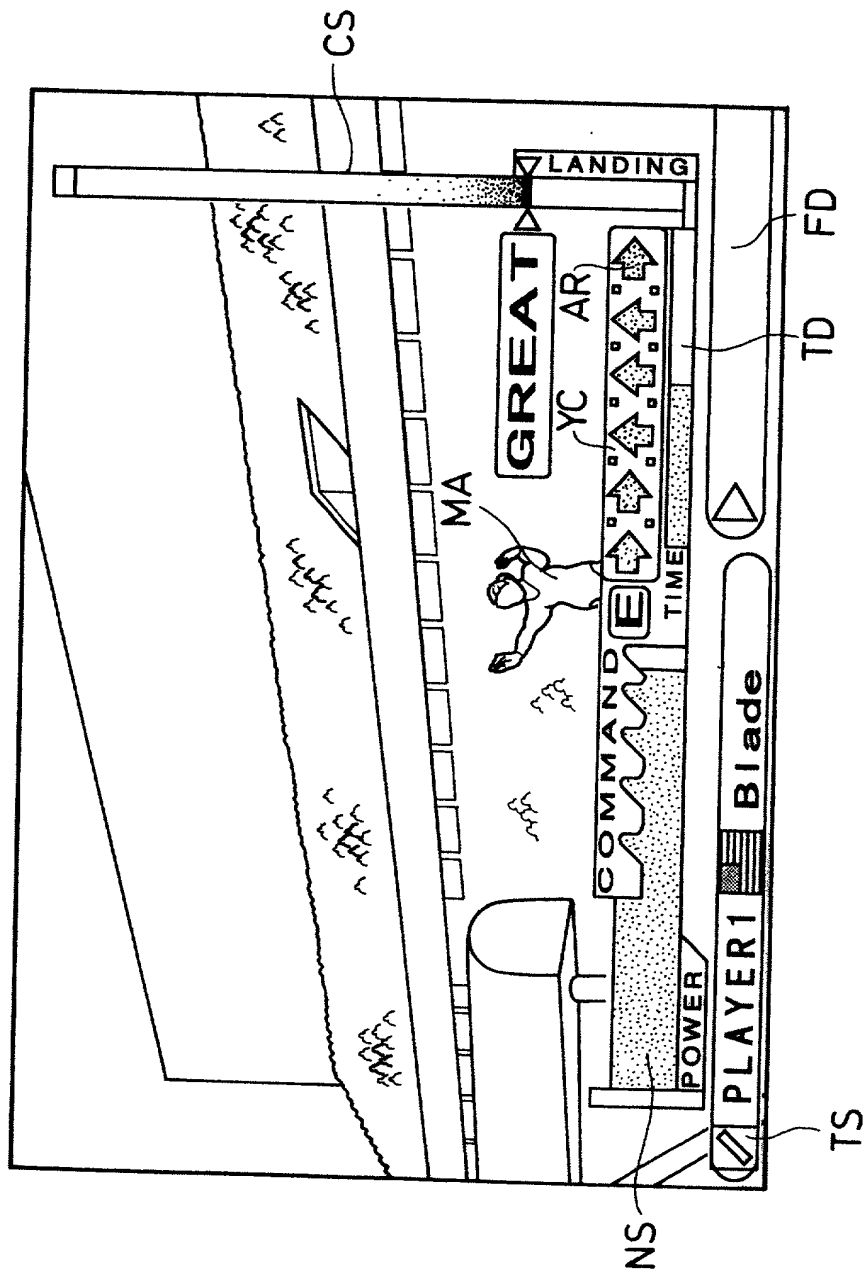 CS
LANDING
GREAT
AR
YC
MA
COMMAND
E
TIME
POWER
PLAYER1
Blade
FD
TD
TS
NS